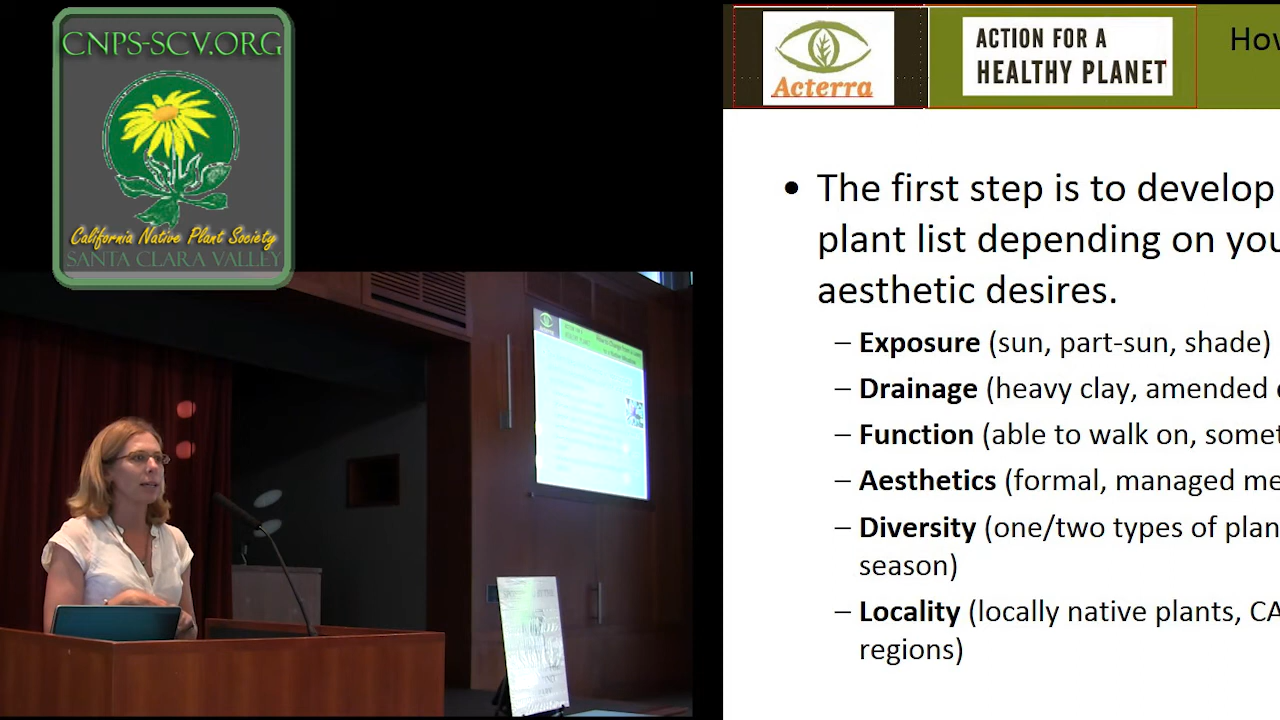 CNPS-SCV.ORG
California Native Plant Society
SANTA CLARA VALLEY
Acterra
ACTION FOR A
HEALTHY PLANET
How
• The first step is to develop
plant list depending on you
aesthetic desires.
– Exposure (sun, part-sun, shade)
– Drainage (heavy clay, amended
– Function (able to walk on, somet
– Aesthetics (formal, managed me
– Diversity (one/two types of plan
season)
– Locality (locally native plants, CA
regions)